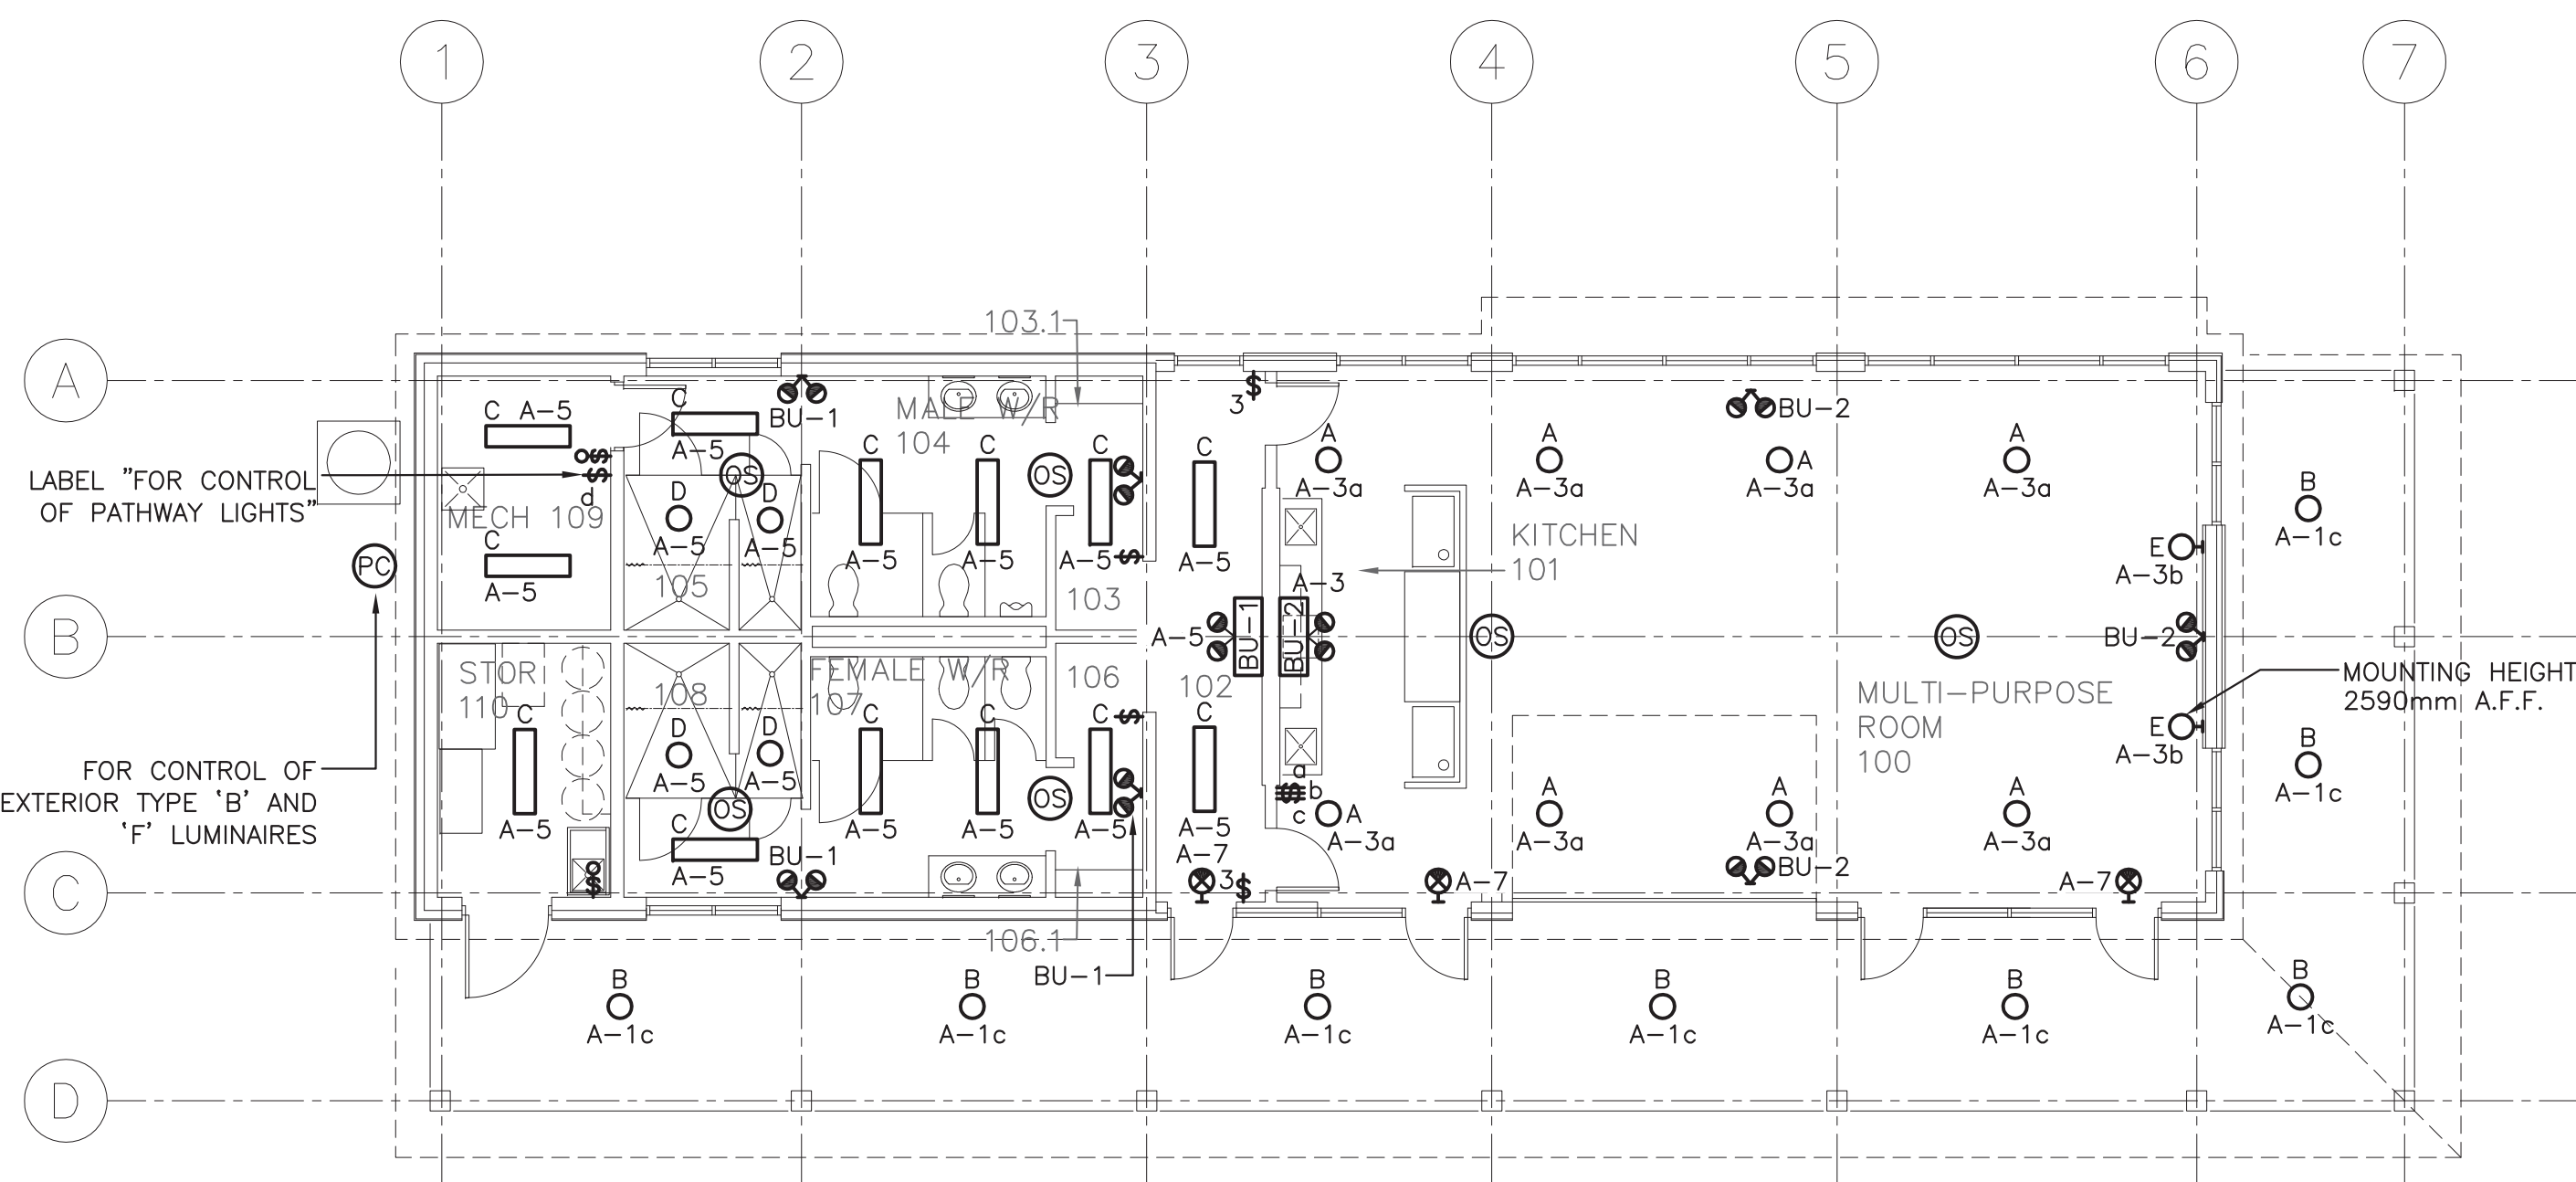 1 2 3 4 5 6 7
103.1
A
C A-5
C
A-5
BU-1
MALE W/R
104
3
BU-2
LABEL "FOR CONTROL
OF PATHWAY LIGHTS"
d
MECH 109
C
A-5
OS
D
A-5
D
A-5
105
C
A-5
C
A-5
OS
C
A-5
$
103
C
A-5
A
A-3a
A
A-3a
A
A-3a
A
A-3a
B
A-1c
KITCHEN
101
E
A-3b
PC
B
A-5
BU-1
BU-2
A-3
OS
OS
BU-2
MOUNTING HEIGHT
2590mm A.F.F.
STOR
110
C
A-5
108
D
A-5
D
A-5
OS
C
A-5
BU-1
FEMALE W/R
107
C
A-5
C
A-5
OS
106
C $
A-5
102
C
A-5
A-7
3$
a
b
c
A
A-3a
A
A-3a
A
A-3a
BU-2
A
A-3a
MULTI-PURPOSE
ROOM
100
E
A-3b
B
A-1c
FOR CONTROL OF
EXTERIOR TYPE 'B' AND
'F' LUMINAIRES
C
A-7
A-7
106.1
BU-1
B
A-1c
B
A-1c
B
A-1c
B
A-1c
B
A-1c
B
A-1c
D